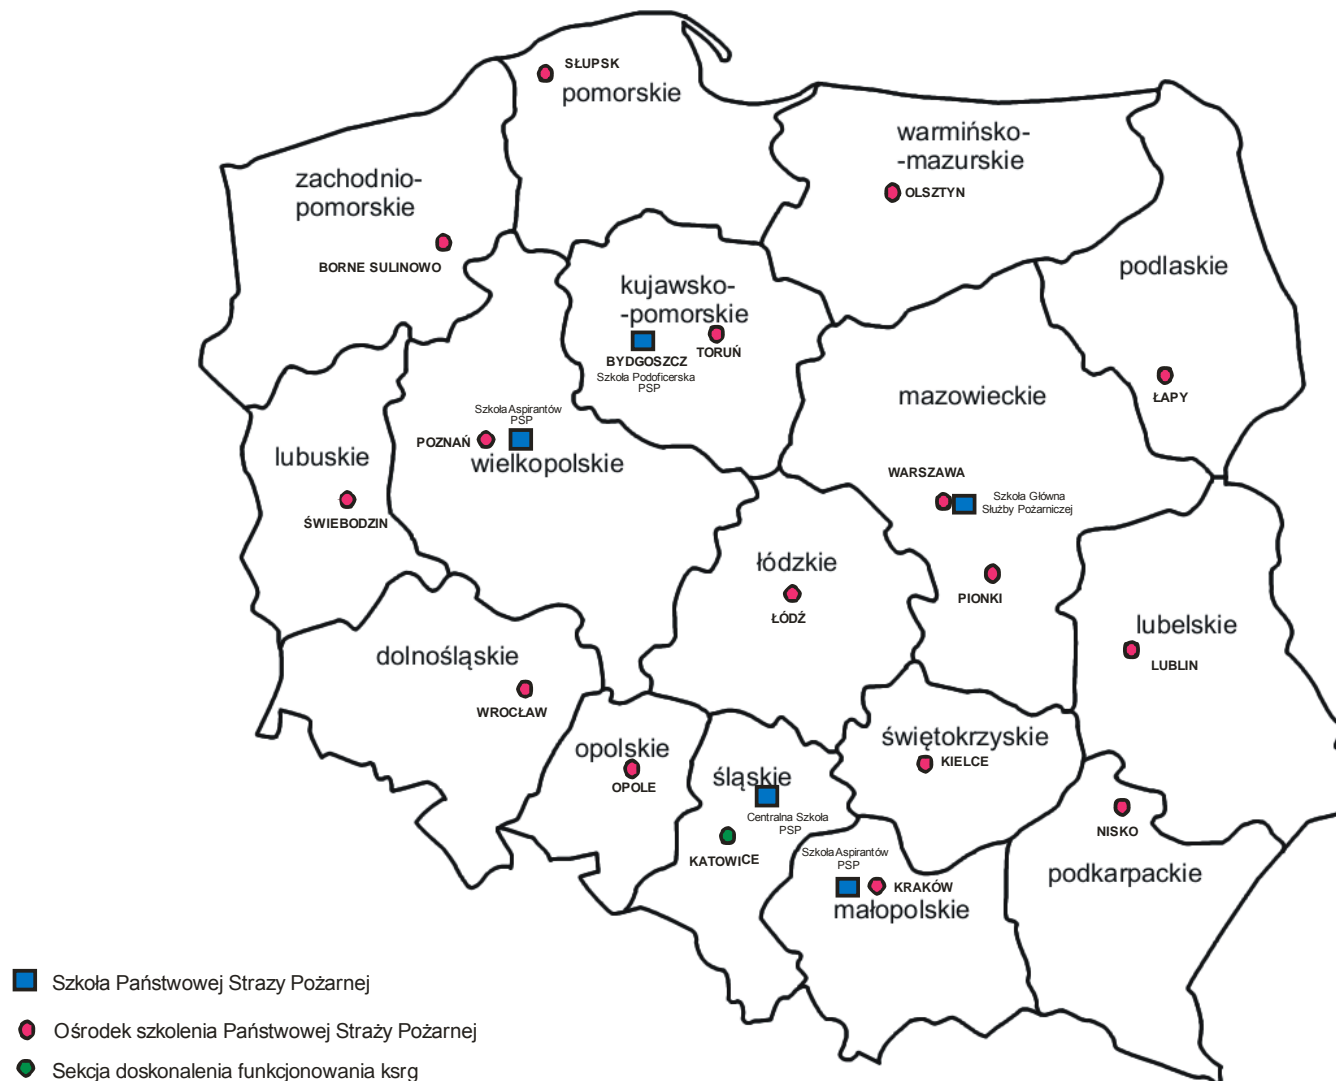 SŁUPSK
pomorskie
warmińsko-
-mazurskie
OLSZTYN
zachodnio-
pomorskie
BORNE SULINOWO
podlaskie
kujawsko-
-pomorskie
BYDGOSZCZ
TORUŃ
Szkoła Podoficerska
PSP
mazowieckie
ŁAPY
Szkoła Aspirantów
PSP
POZNAŃ
wielkopolskie
lubuskie
ŚWIEBODZIN
WARSZAWA
Szkoła Główna
Służby Pożarniczej
łódzkie
ŁÓDŹ
PIONKI
lubelskie
LUBLIN
dolnośląskie
WROCŁAW
opolskie
OPOLE
śląskie
Centralna Szkoła
PSP
KATOWICE
świętokrzyskie
KIELCE
NISKO
podkarpackie
Szkoła Aspirantów
PSP
KRAKÓW
małopolskie
Szkoła Państwowej Strazy Pożarnej
Ośrodek szkolenia Państwowej Straży Pożarnej
Sekcja doskonalenia funkcjonowania ksrg